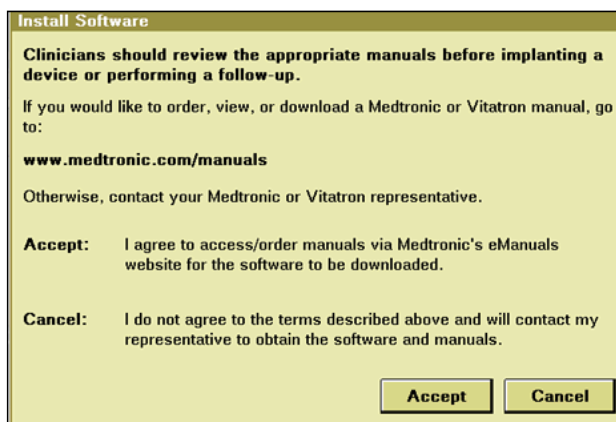 Install Software
Clinicians should review the appropriate manuals before implanting a
device or performing a follow-up.
If you would like to order, view, or download a Medtronic or Vitatron manual, go
to:
www.medtronic.com/manuals
Otherwise, contact your Medtronic or Vitatron representative.
Accept: I agree to access/order manuals via Medtronic's eManuals
website for the software to be downloaded.
Cancel: I do not agree to the terms described above and will contact my
representative to obtain the software and manuals.
Accept Cancel